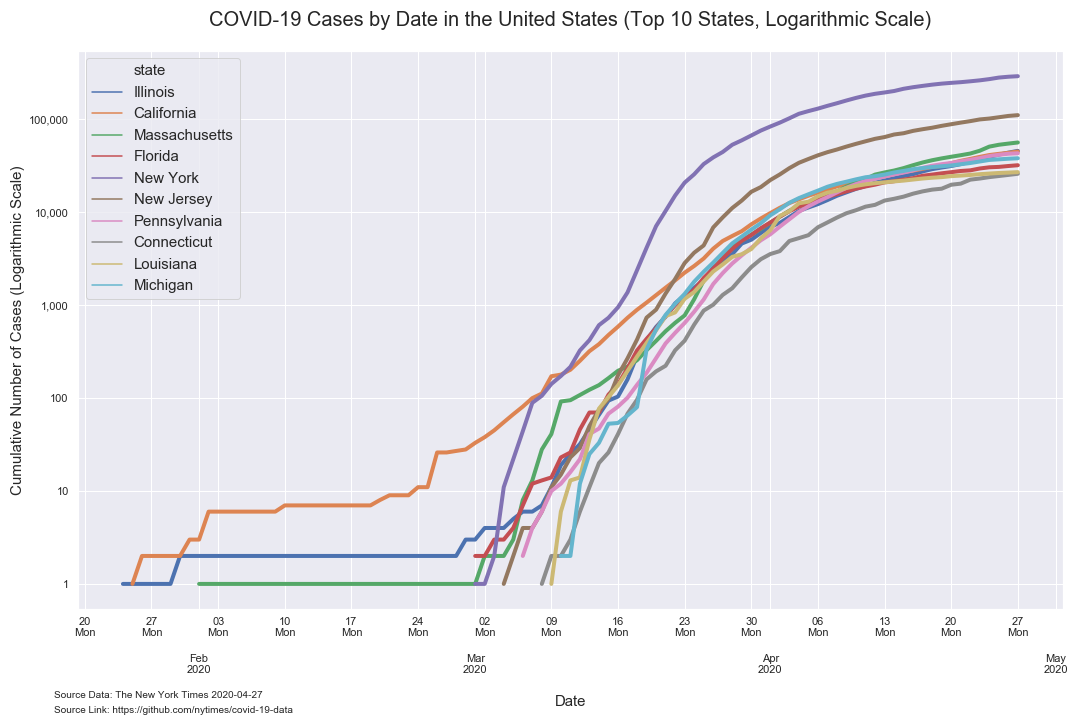 COVID-19 Cases by Date in the United States (Top 10 States, Logarithmic Scale)
state
Illinois
California
Massachusetts
Florida
New York
New Jersey
Pennsylvania
Connecticut
Louisiana
Michigan
Cumulative Number of Cases (Logarithmic Scale)
100,000
10,000
1,000
100
10
1
20 27 03 10 17 24 02 09 16 23 30 06 13 20 27
Mon Mon Mon Mon Mon Mon Mon Mon Mon Mon Mon Mon Mon Mon Mon
Feb Mar Apr May
2020 2020 2020 2020
Date
Source Data: The New York Times 2020-04-27
Source Link: https://github.com/nytimes/covid-19-data